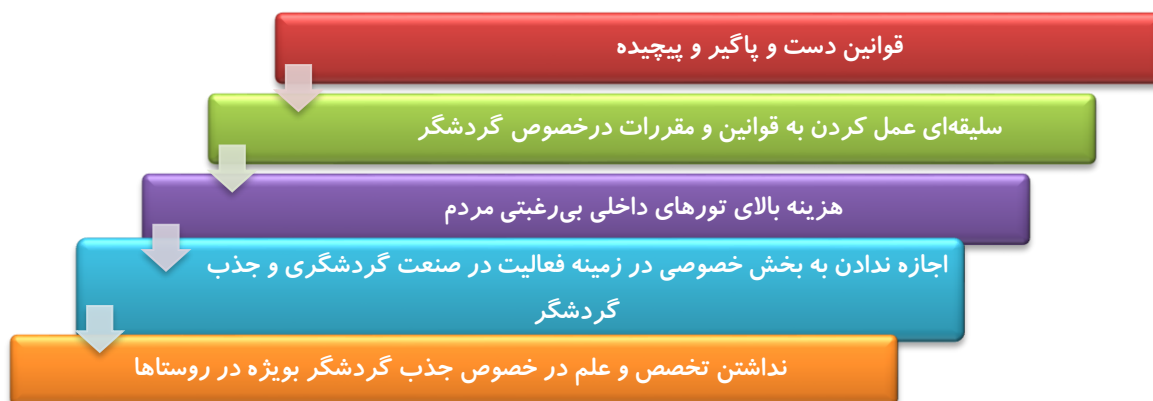 قوانین دست و پاگیر و پیچیده
سلیقه‌ای عمل کردن به قوانین و مقررات درخصوص گردشگر
هزینه بالای تورهای داخلی بی‌رغبتی مردم
اجازه ندادن به بخش خصوصی در زمینه فعالیت در صنعت گردشگری و جذب
گردشگر
نداشتن تخصص و علم در خصوص جذب گردشگر بویژه در روستاها